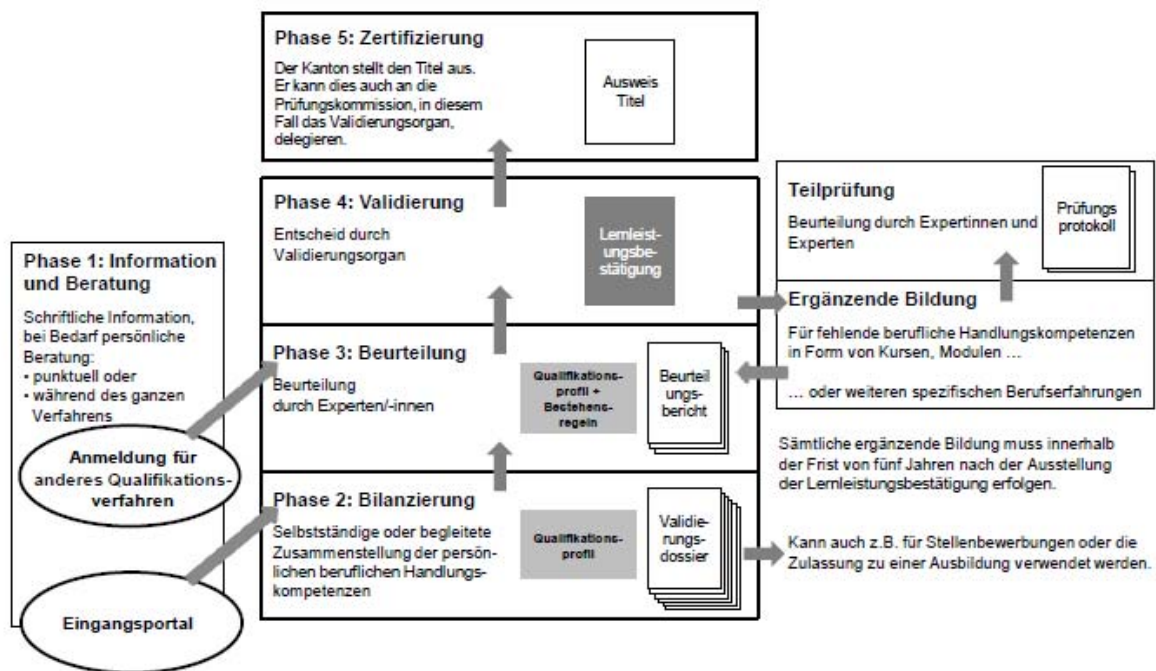 Phase 5: Zertifizierung
Der Kanton stellt den Titel aus.
Er kann dies auch an die
Prüfungskommission, in diesem
Fall das Validierungsorgan,
delegieren.
Ausweis
Titel
Phase 4: Validierung
Entscheid durch
Validierungsorgan
Lernleist-
ungsbe-
stätigung
Teilprüfung
Beurteilung durch Expertinnen und
Experten
Prüfungs
protokoll
Ergänzende Bildung
Für fehlende berufliche Handlungskompetenzen
in Form von Kursen, Modulen ...
... oder weiteren spezifischen Berufserfahrungen
Phase 1: Information
und Beratung
Schriftliche Information,
bei Bedarf persönliche
Beratung:
• punktuell oder
• während des ganzen
Verfahrens
Anmeldung für
anderes Qualifikations-
verfahren
Eingangsportal
Phase 3: Beurteilung
Beurteilung
durch Experten/-innen
Qualifikations-
profil +
Bestehens-
regeln
Beurteil
ungs-
bericht
Sämtliche ergänzende Bildung muss innerhalb
der Frist von fünf Jahren nach der Ausstellung
der Lernleistungsbestätigung erfolgen.
Phase 2: Bilanzierung
Selbstständige oder begleitete
Zusammenstellung der persön-
lichen beruflichen Handlungs-
kompetenzen
Qualifikations-
profil
Validie-
rungs-
dossier
Kann auch z.B. für Stellenbewerbungen oder die
Zulassung zu einer Ausbildung verwendet werden.